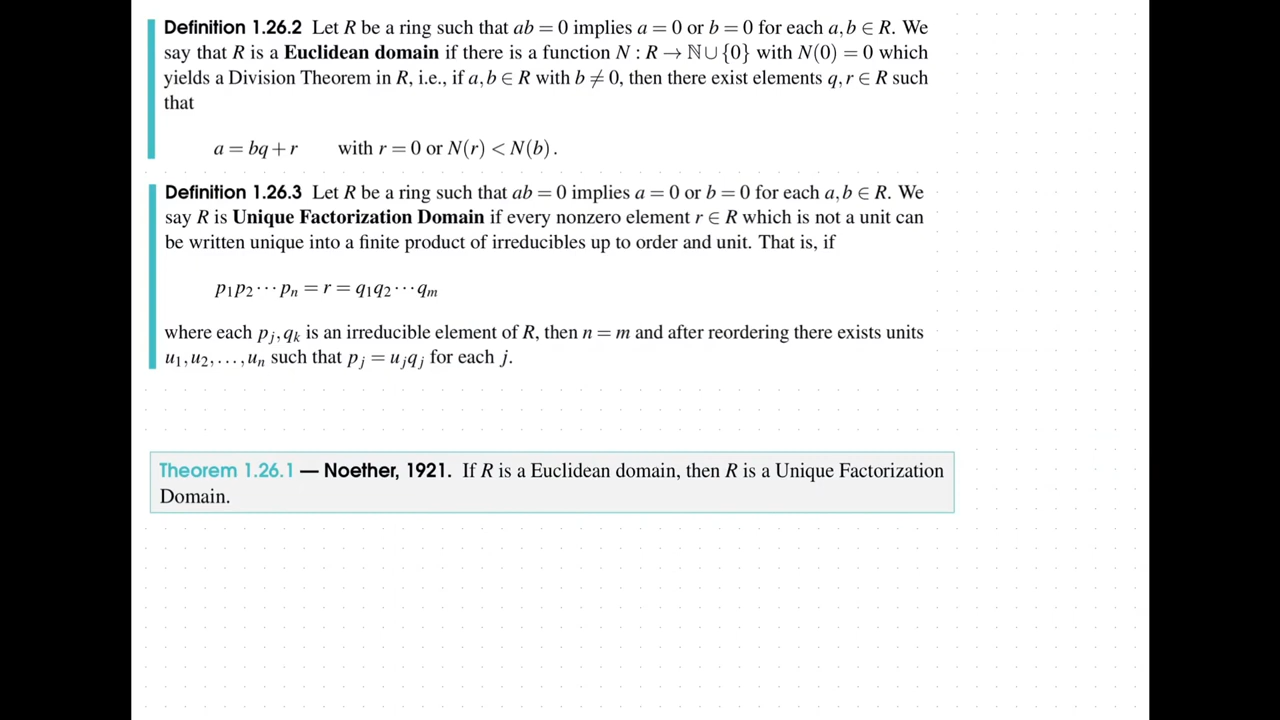 Definition 1.26.2 Let R be a ring such that ab = 0 implies a = 0 or b = 0 for each a, b ∈ R. We
say that R is a Euclidean domain if there is a function N : R → ℕ ∪ {0} with N(0) = 0 which
yields a Division Theorem in R, i.e., if a, b ∈ R with b ≠ 0, then there exist elements q, r ∈ R such
that
a = bq + r with r = 0 or N(r) < N(b).
Definition 1.26.3 Let R be a ring such that ab = 0 implies a = 0 or b = 0 for each a, b ∈ R. We
say R is Unique Factorization Domain if every nonzero element r ∈ R which is not a unit can
be written unique into a finite product of irreducibles up to order and unit. That is, if
p₁p₂ ⋯ pₙ = r = q₁q₂ ⋯ qₘ
where each pⱼ, qₖ is an irreducible element of R, then n = m and after reordering there exists units
u₁, u₂, …, uₙ such that pⱼ = uⱼqⱼ for each j.
Theorem 1.26.1 — Noether, 1921. If R is a Euclidean domain, then R is a Unique Factorization
Domain.